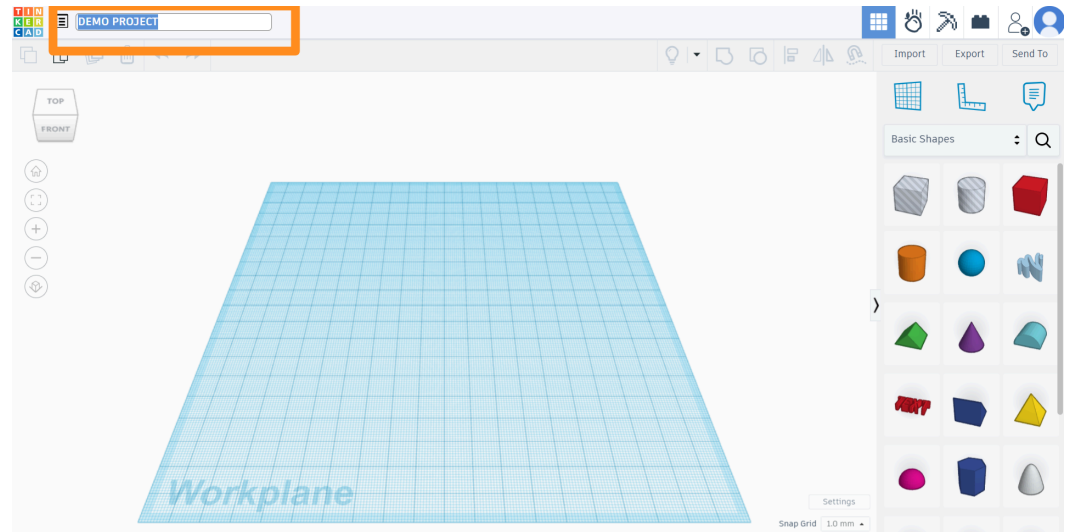 TIN
KER
CAD
DEMO PROJECT
Import Export Send To
TOP
FRONT
Basic Shapes
TEXT
Workplane
Settings
Snap Grid 1.0 mm